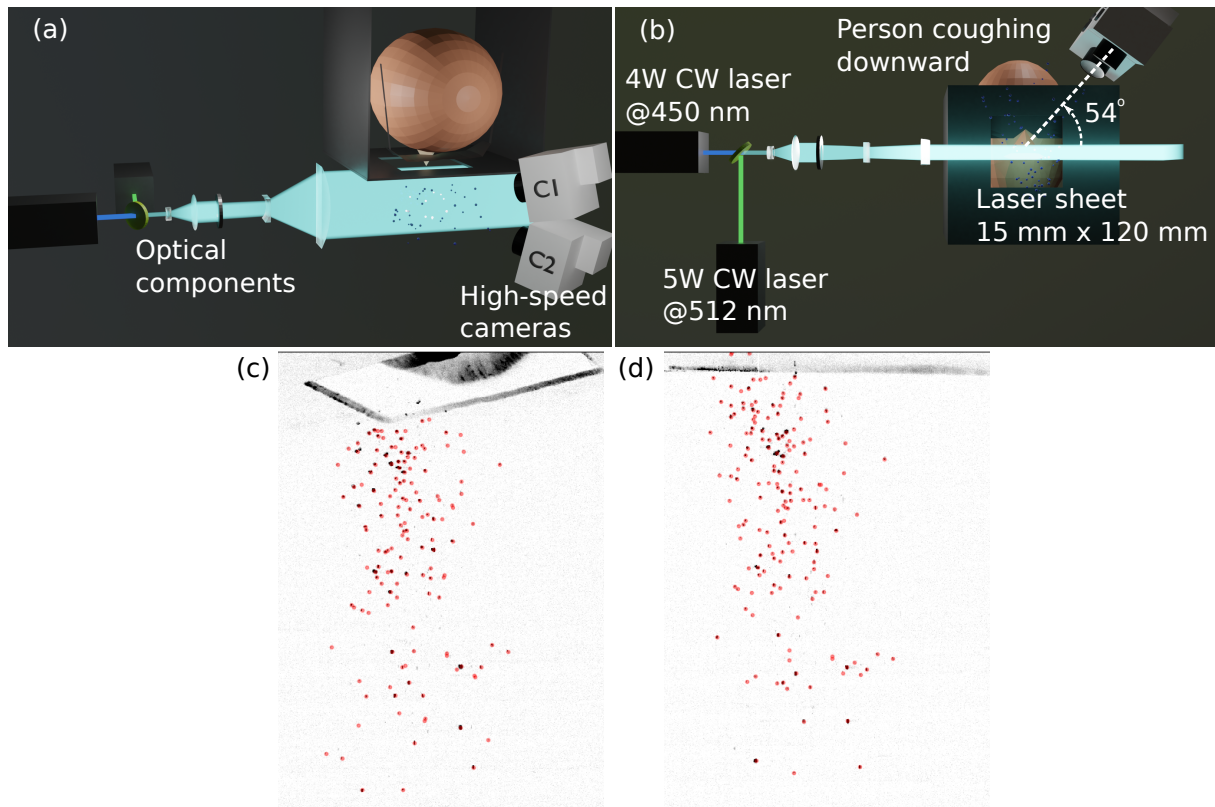 (a)
C1
C2
Optical
components
High-speed
cameras
(b)
Person coughing
downward
4W CW laser
@450 nm
54°
Laser sheet
15 mm x 120 mm
5W CW laser
@512 nm
(c)
(d)